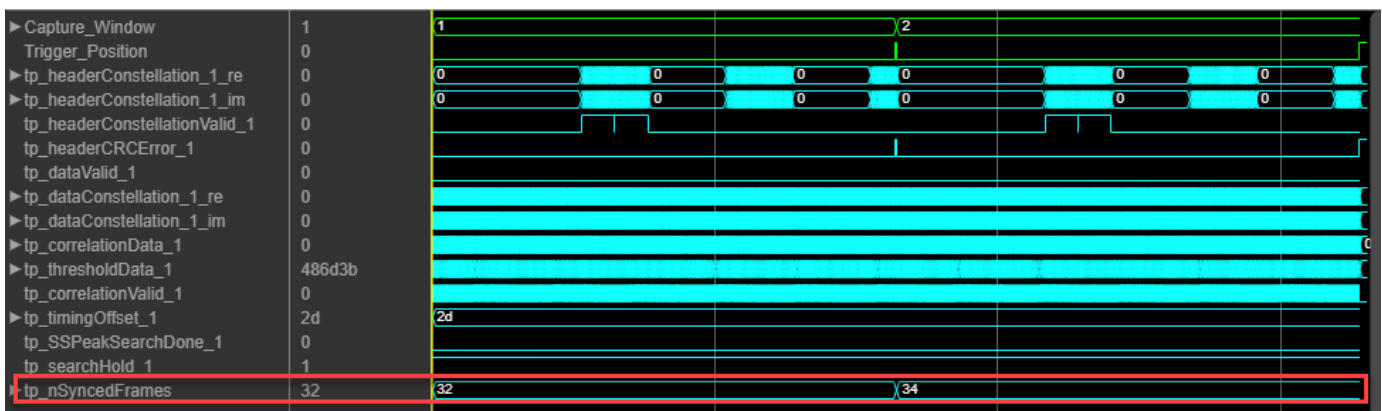 Capture_Window 1 1 2
Trigger_Position 0
tp_headerConstellation_1_re 0 0 0 0 0 0 0
tp_headerConstellation_1_im 0 0 0 0 0 0 0
tp_headerConstellationValid_1 0
tp_headerCRCError_1 0
tp_dataValid_1 0
tp_dataConstellation_1_re 0
tp_dataConstellation_1_im 0
tp_correlationData_1 0 0
tp_thresholdData_1 486d3b
tp_correlationValid_1 0
tp_timingOffset_1 2d 2d
tp_SSPeakSearchDone_1 0
tp_searchHold_1 1
tp_nSyncedFrames 32 32 34